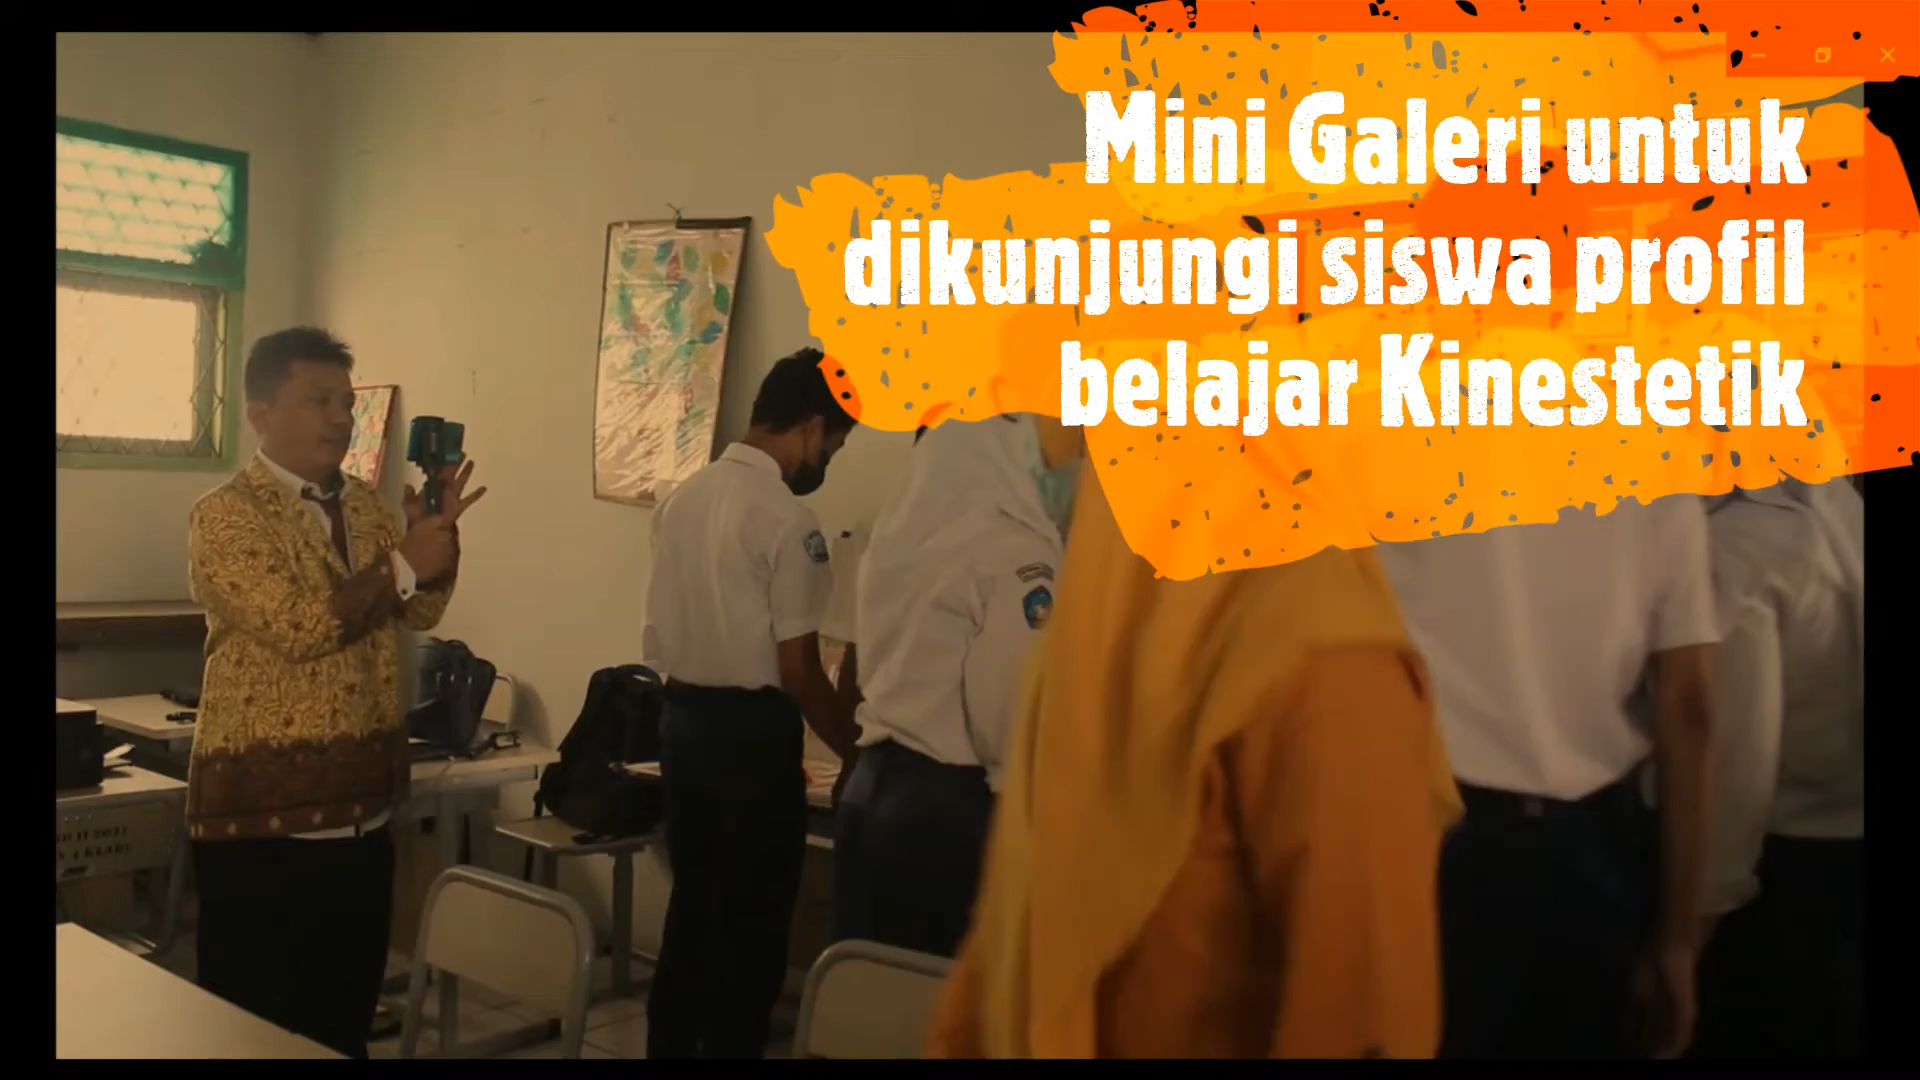 Mini Galeri untuk
dikunjungi siswa profil
belajar Kinestetik